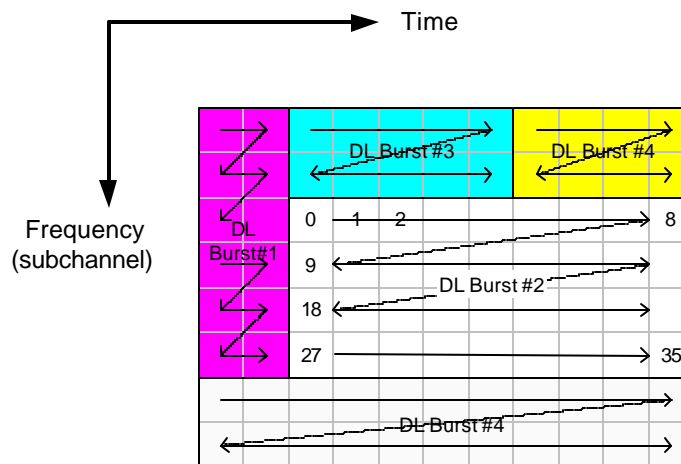 Time
DL Burst #3
DL Burst #4
Frequency
(subchannel)
DL
Burst#1
0 1 2 8
9
DL Burst #2
18
27 35
DL Burst #4